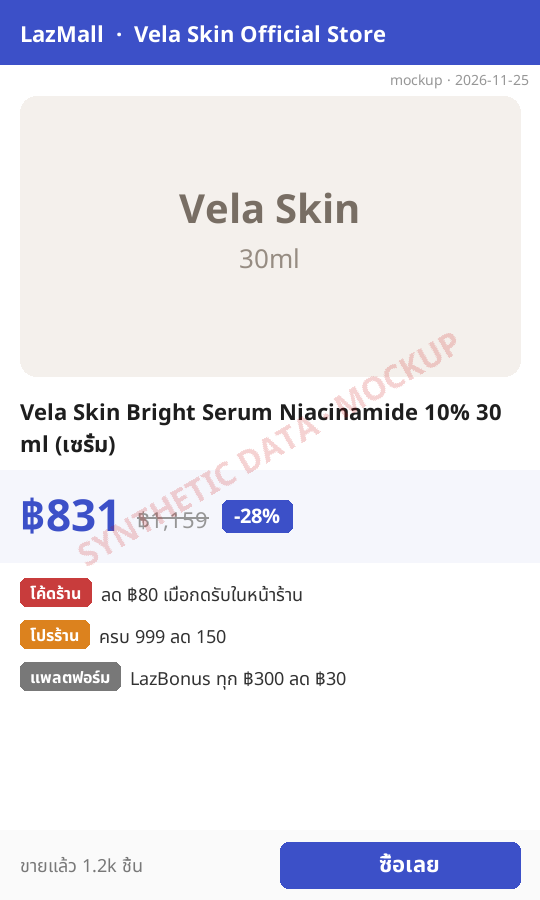 LazMall · Vela Skin Official Store
mockup · 2026-11-25
Vela Skin
30ml
Vela Skin Bright Serum Niacinamide 10% 30
ml (เซรั่ม)
฿831 ฿1,159 -28%
SYNTHETIC DATA · MOCKUP
โค้ดร้าน ลด ฿80 เมื่อกดรับในหน้าร้าน
โปรร้าน ครบ 999 ลด 150
แพลตฟอร์ม LazBonus ทุก ฿300 ลด ฿30
ขายแล้ว 1.2k ชิ้น ซื้อเลย